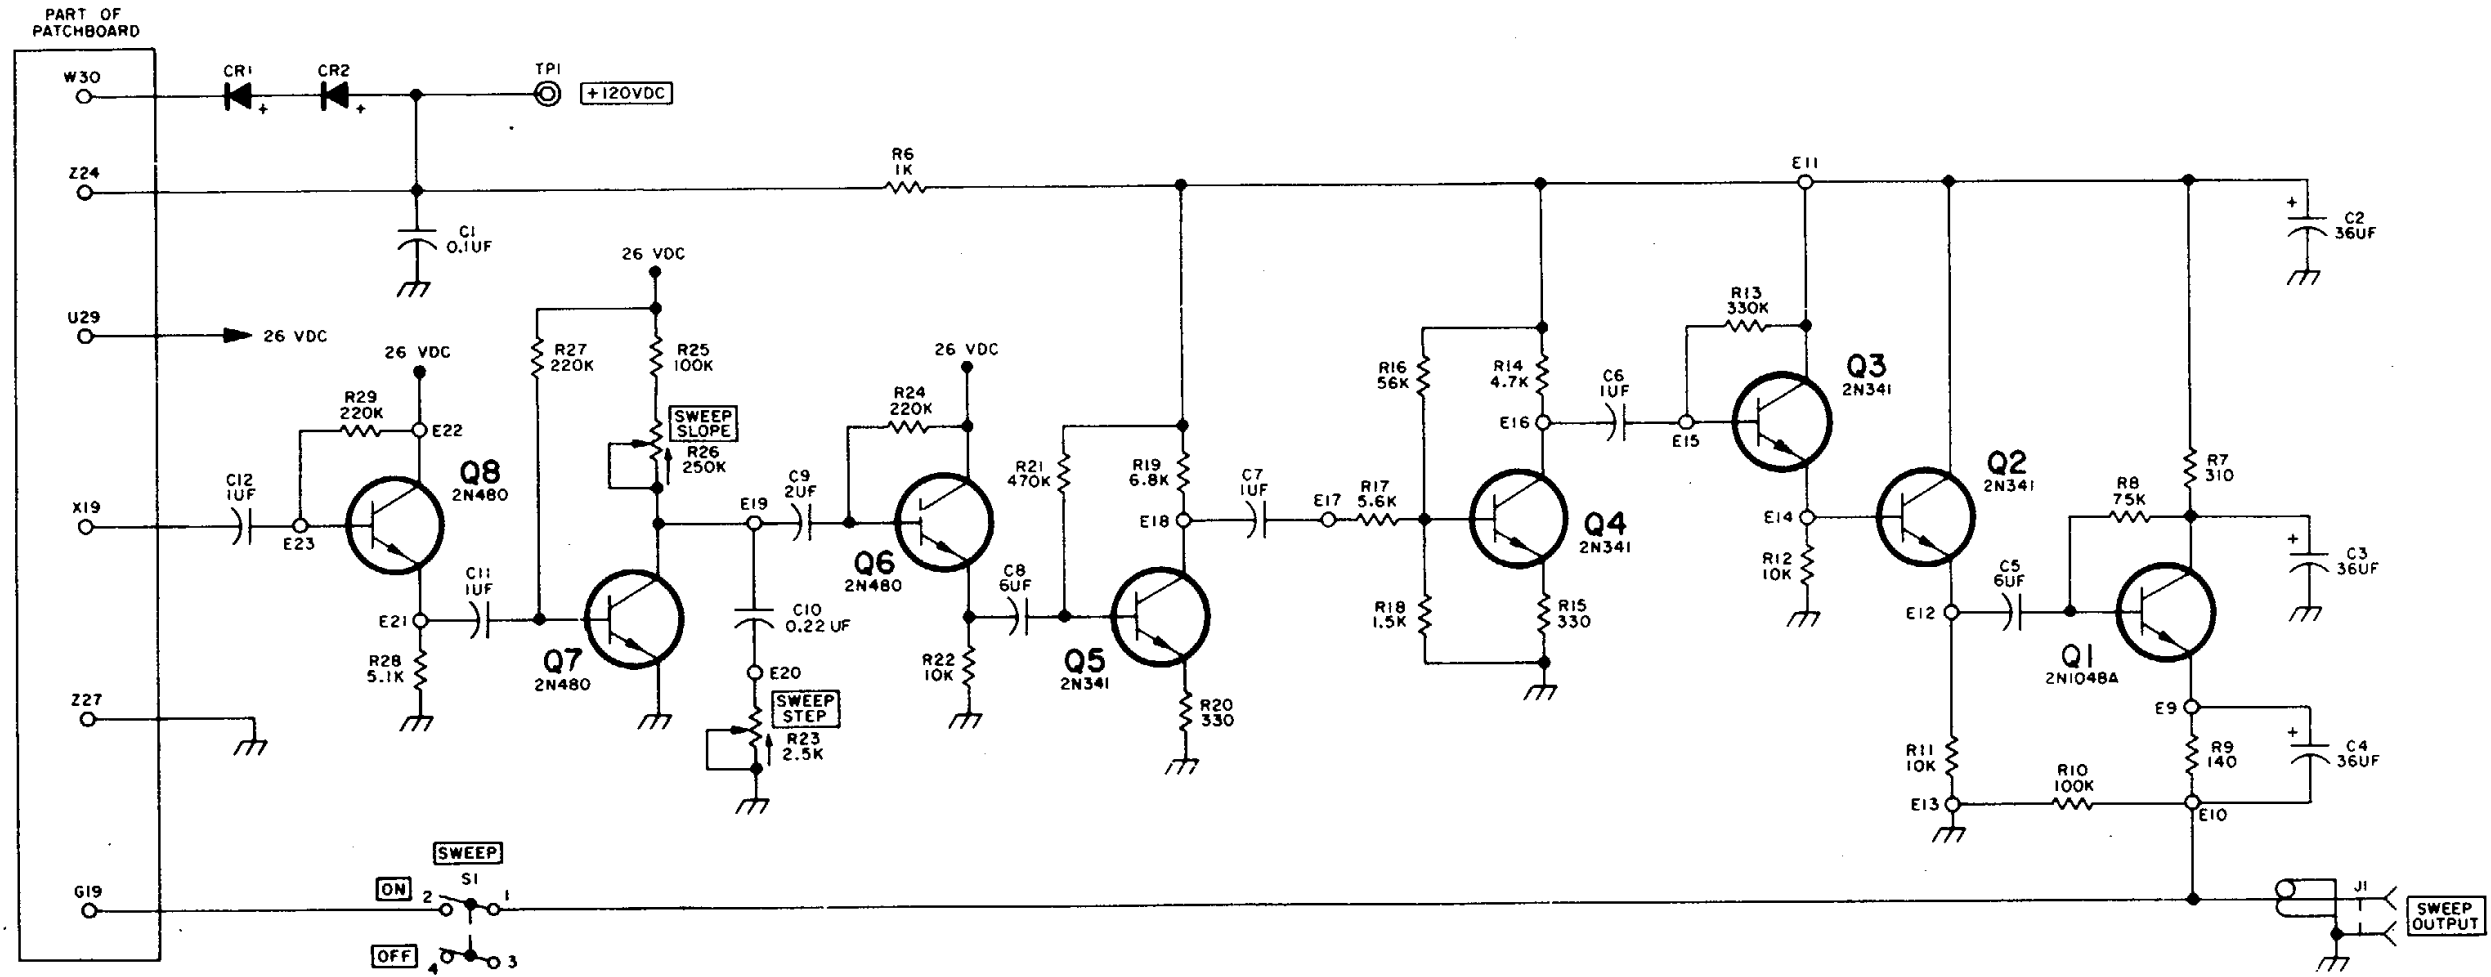 PART OF
PATCHBOARD
W30
CR1
+
CR2
+
TP1
+120VDC
Z24
R6
1K
E11
C1
0.1UF
+
C2
36UF
U29
26 VDC
26 VDC
R29
220K
E22
C12
1UF
X19
E23
Q8
2N480
E21
R28
5.1K
C11
1UF
26 VDC
R27
220K
R25
100K
SWEEP
SLOPE
R26
250K
Q7
2N480
E19
C9
2UF
C10
0.22 UF
E20
SWEEP
STEP
R23
2.5K
26 VDC
R24
220K
Q6
2N480
R22
10K
C8
6UF
R21
470K
R19
6.8K
E18
Q5
2N341
R20
330
C7
1UF
E17
R17
5.6K
R16
56K
R14
4.7K
E16
R18
1.5K
Q4
2N341
R15
330
C6
1UF
E15
R13
330K
Q3
2N341
E14
R12
10K
Q2
2N341
E12
R11
10K
E13
R10
100K
C5
6UF
R8
75K
R7
310
+
C3
36UF
Q1
2N1048A
E9
+
C4
36UF
R9
140
E10
Z27
G19
SWEEP
S1
ON
2
1
OFF
4
3
J1
SWEEP
OUTPUT